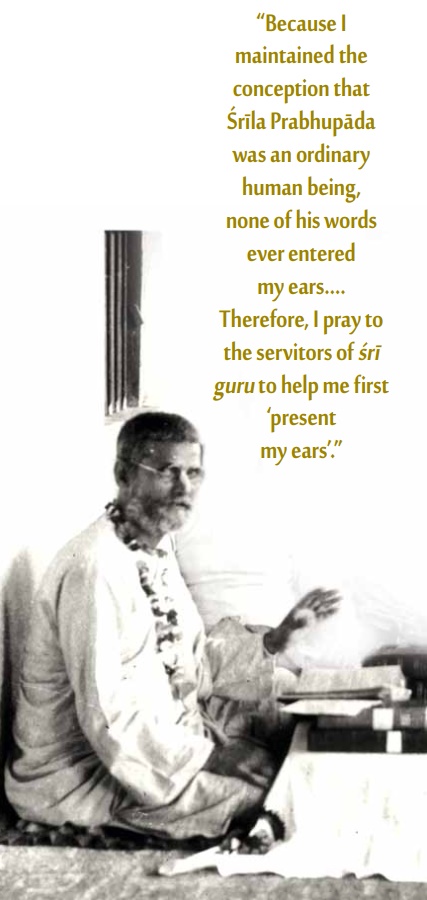 “Because I
maintained the
conception that
Śrīla Prabhupāda
was an ordinary
human being,
none of his words
ever entered
my ears....
Therefore, I pray to
the servitors of śrī
guru to help me first
‘present
my ears’.”